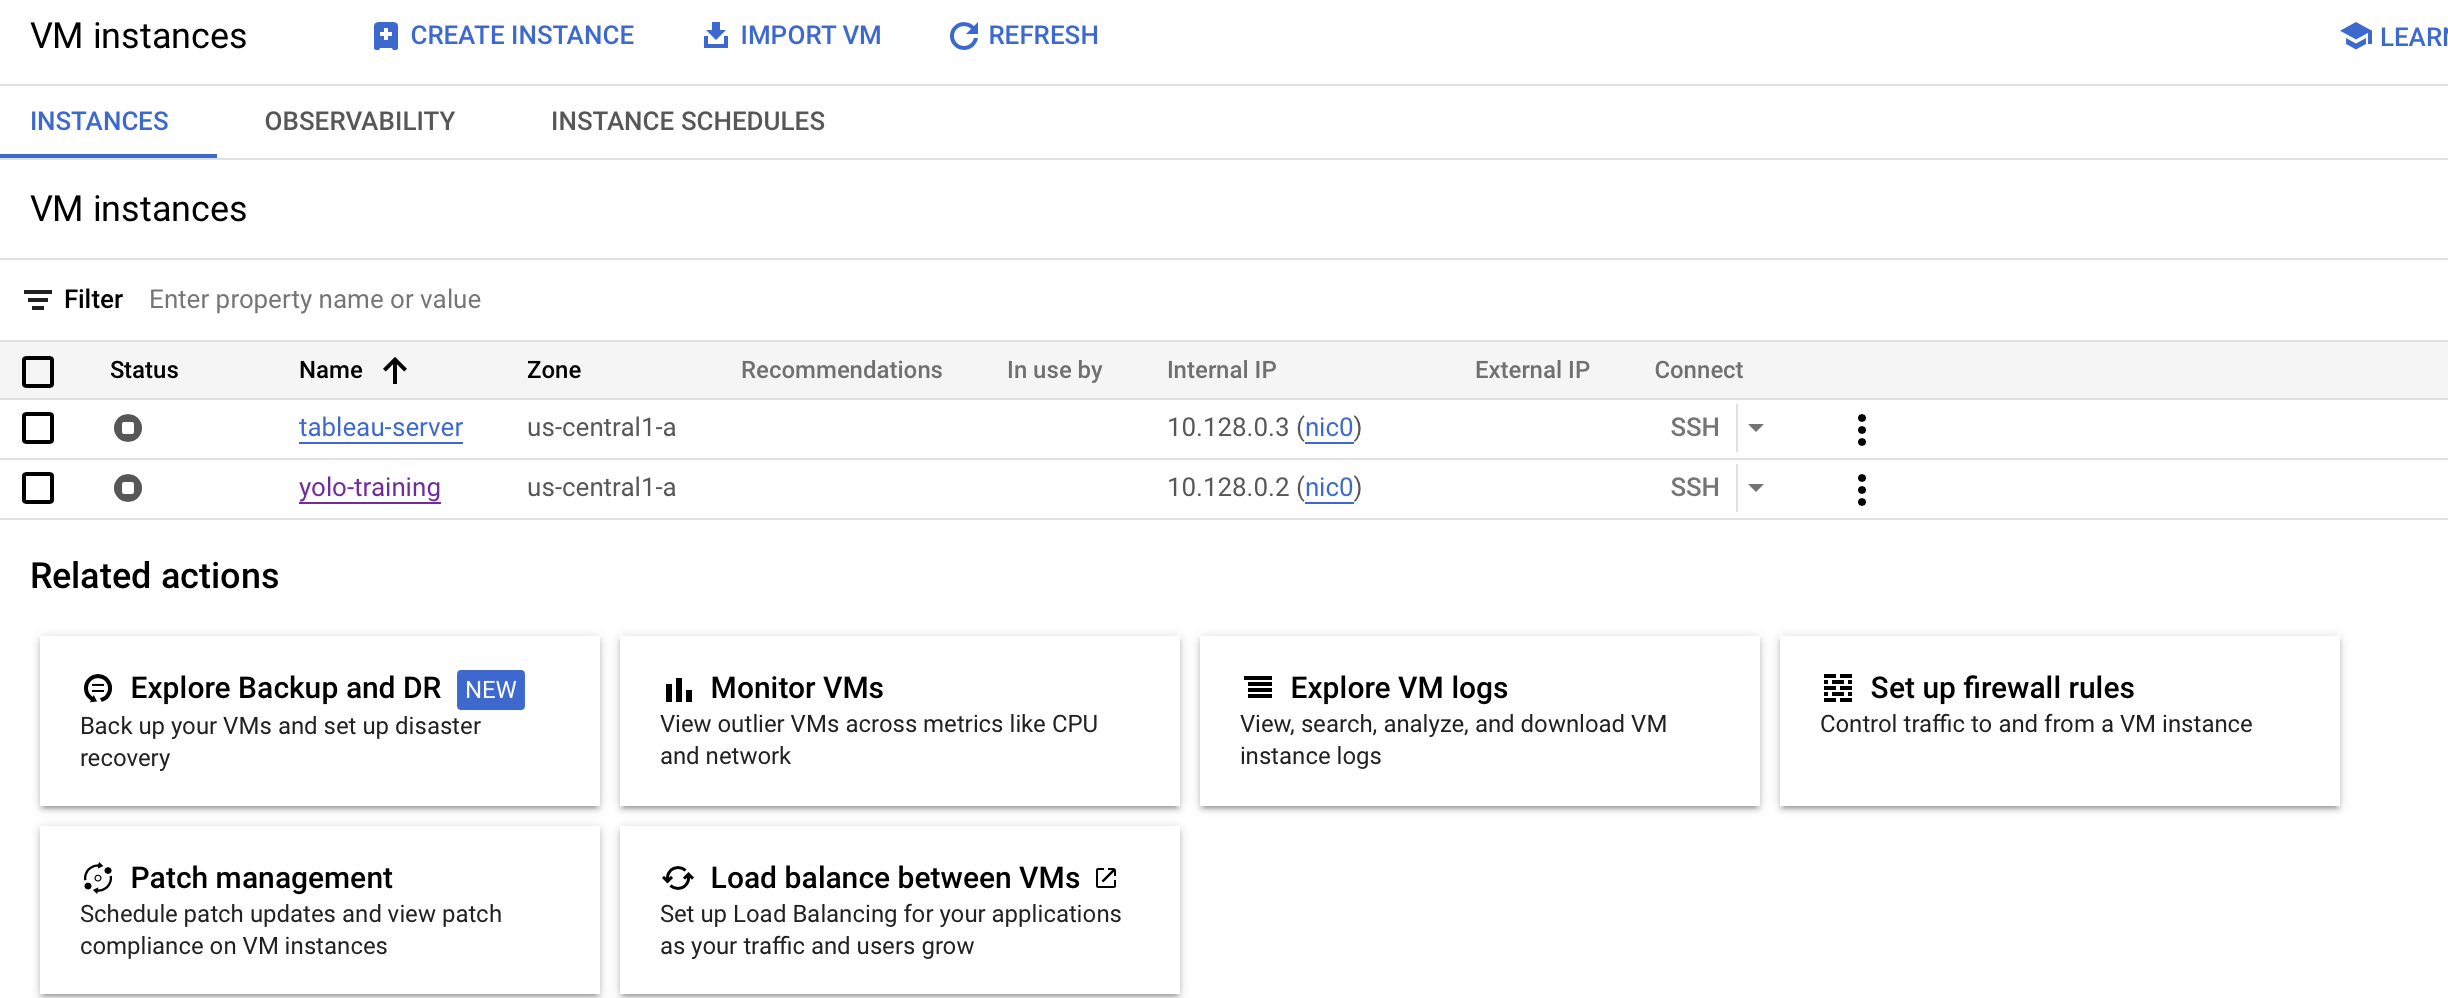 VM instances CREATE INSTANCE IMPORT VM REFRESH
INSTANCES OBSERVABILITY INSTANCE SCHEDULES
VM instances
Filter Enter property name or value
Status Name Zone Recommendations In use by Internal IP External IP Connect
tableau-server us-central1-a 10.128.0.3 (nic0) SSH
yolo-training us-central1-a 10.128.0.2 (nic0) SSH
Related actions
Explore Backup and DR NEW
Back up your VMs and set up disaster
recovery
Monitor VMs
View outlier VMs across metrics like CPU
and network
Explore VM logs
View, search, analyze, and download VM
instance logs
Set up firewall rules
Control traffic to and from a VM instance
Patch management
Schedule patch updates and view patch
compliance on VM instances
Load balance between VMs
Set up Load Balancing for your applications
as your traffic and users grow